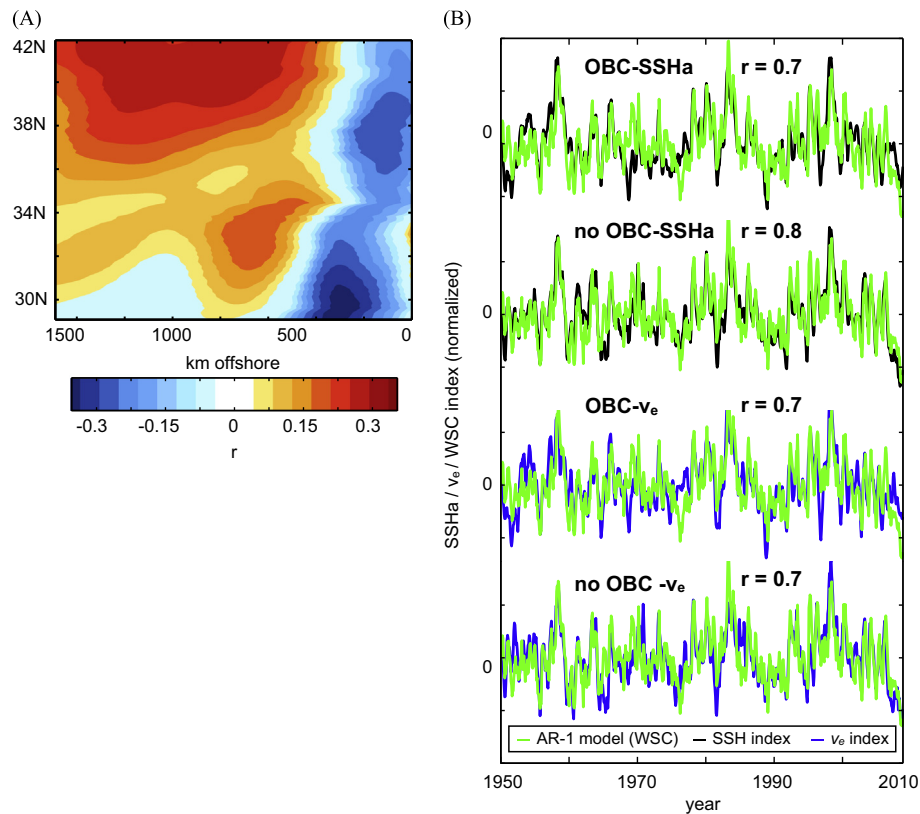 (A)
42N
38N
34N
30N
1500 1000 500 0
km offshore
-0.3 -0.15 0 0.15 0.3
r
(B)
OBC-SSHa r = 0.7
0
no OBC-SSHa r = 0.8
0
OBC-vₑ r = 0.7
0
no OBC -vₑ r = 0.7
0
SSHa / vₑ / WSC index (normalized)
AR-1 model (WSC) SSH index vₑ index
1950 1970 1990 2010
year